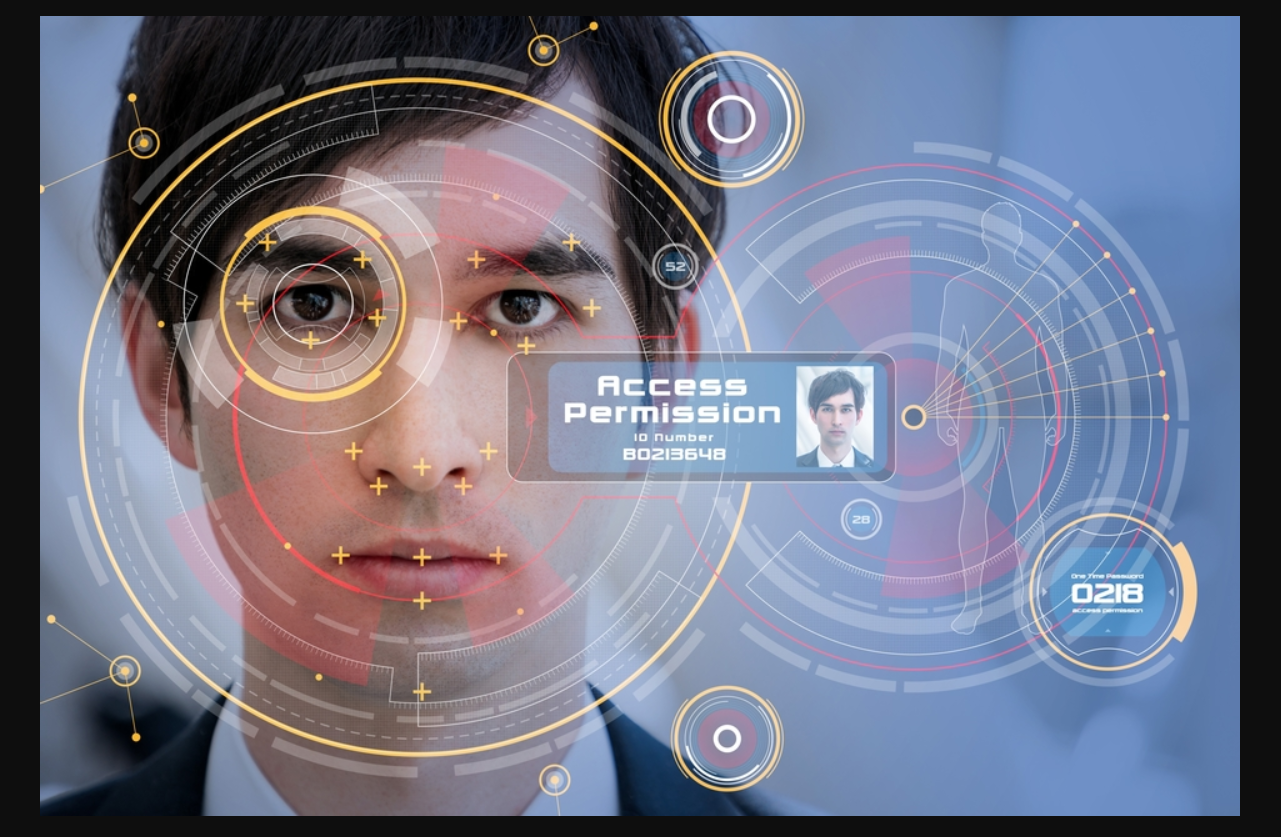 52
Access
Permission
ID Number
B0213648
28
One Time Password
0218
access permission